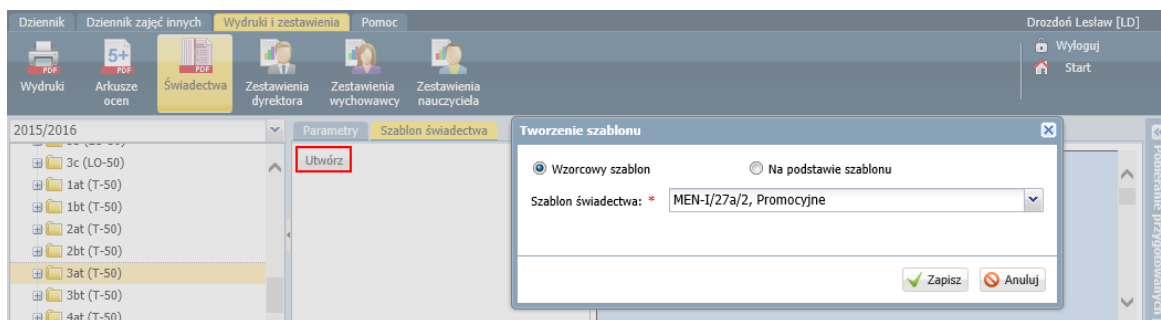 Dziennik Dziennik zajęć innych Wydruki i zestawienia Pomoc Drozdoń Lesław [LD]
5+
PDF PDF PDF
Wydruki Arkusze ocen Świadectwa Zestawienia dyrektora Zestawienia wychowawcy Zestawienia nauczyciela
Wyloguj
Start
2015/2016
Parametry Szablon świadectwa
Utwórz
3c (LO-50)
1at (T-50)
1bt (T-50)
2at (T-50)
2bt (T-50)
3at (T-50)
3bt (T-50)
4at (T-50)
Tworzenie szablonu
Wzorcowy szablon Na podstawie szablonu
Szablon świadectwa: * MEN-I/27a/2, Promocyjne
Zapisz Anuluj
Pobieranie przygotowanych